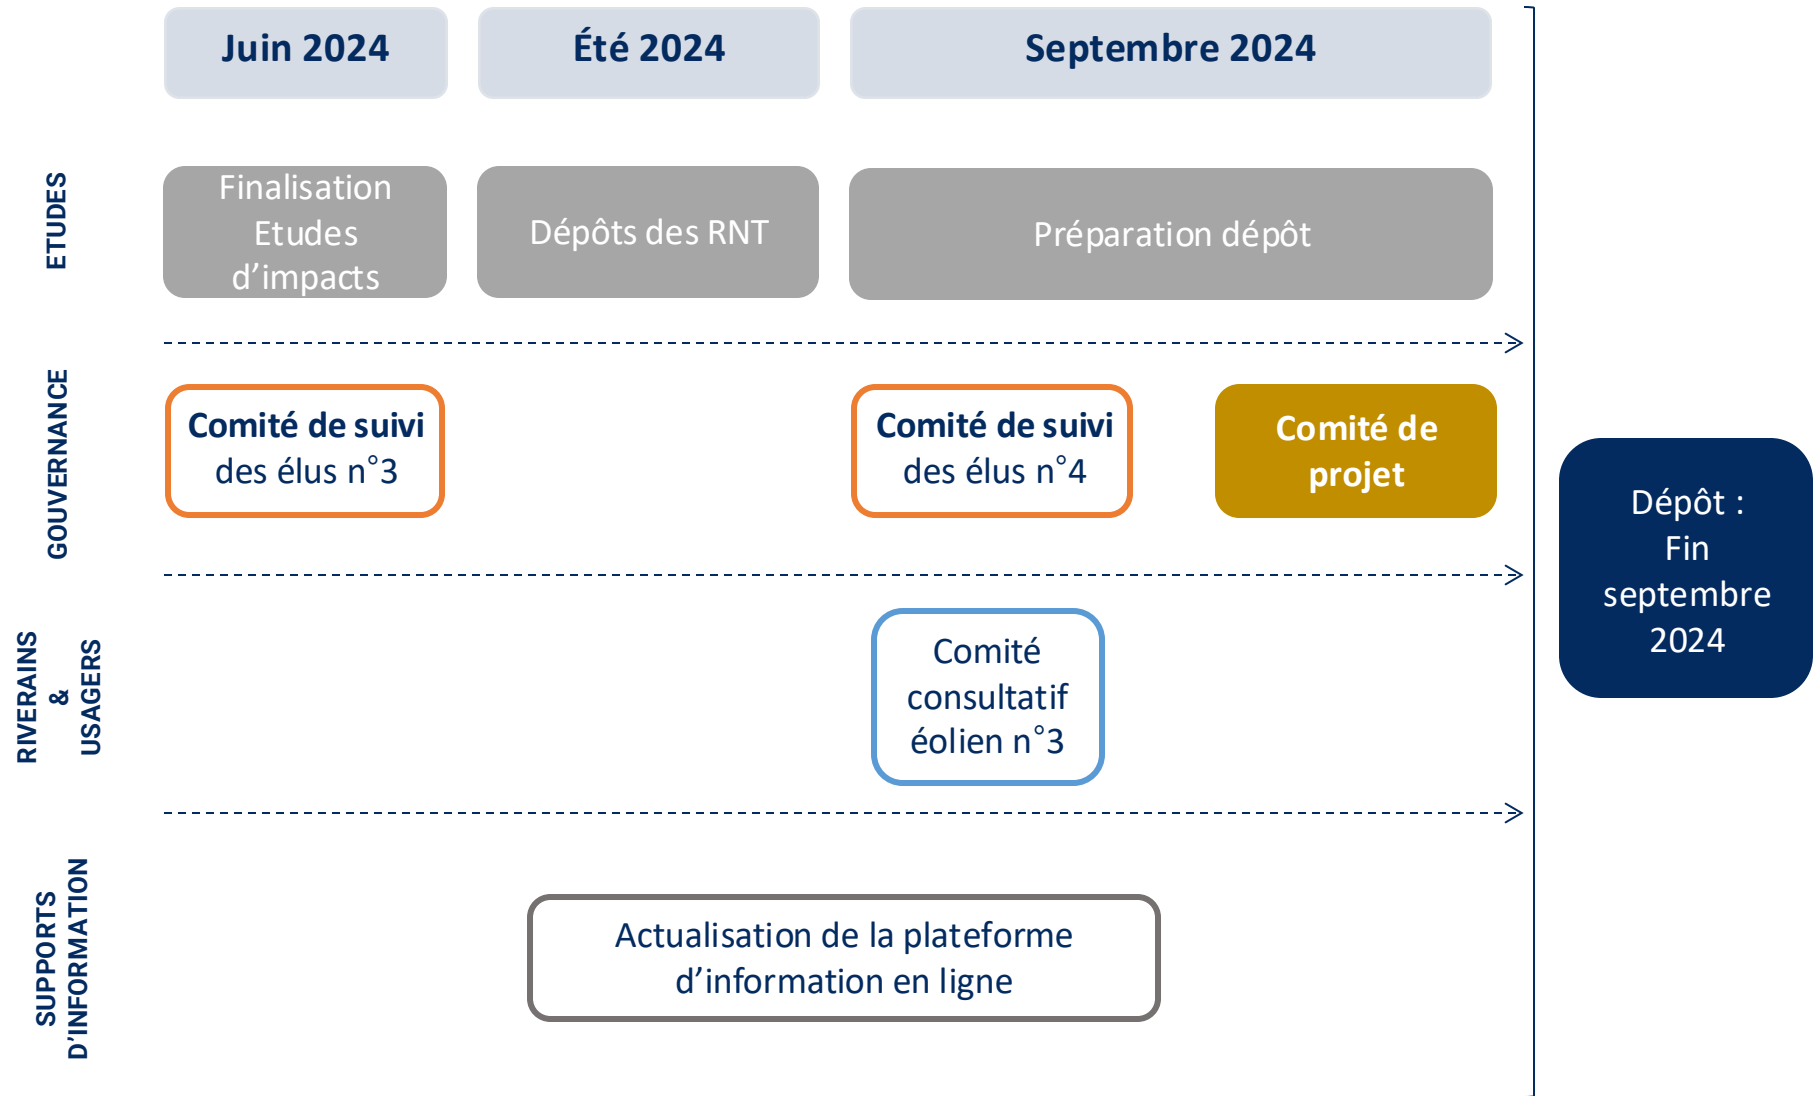 Juin 2024
Été 2024
Septembre 2024
ETUDES
Finalisation
Etudes
d’impacts
Dépôts des RNT
Préparation dépôt
GOUVERNANCE
Comité de suivi
des élus n°3
Comité de suivi
des élus n°4
Comité de
projet
RIVERAINS
&
USAGERS
Comité
consultatif
éolien n°3
SUPPORTS
D’INFORMATION
Actualisation de la plateforme
d’information en ligne
Dépôt :
Fin
septembre
2024